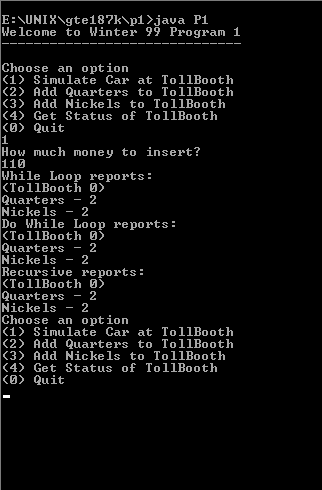 E:\UNIX\gte187k\p1>java P1
Welcome to Winter 99 Program 1
------------------------------
Choose an option
(1) Simulate Car at TollBooth
(2) Add Quarters to TollBooth
(3) Add Nickels to TollBooth
(4) Get Status of TollBooth
(0) Quit
1
How much money to insert?
110
While Loop reports:
(TollBooth 0)
Quarters - 2
Nickels - 2
Do While Loop reports:
(TollBooth 0)
Quarters - 2
Nickels - 2
Recursive reports:
(TollBooth 0)
Quarters - 2
Nickels - 2
Choose an option
(1) Simulate Car at TollBooth
(2) Add Quarters to TollBooth
(3) Add Nickels to TollBooth
(4) Get Status of TollBooth
(0) Quit